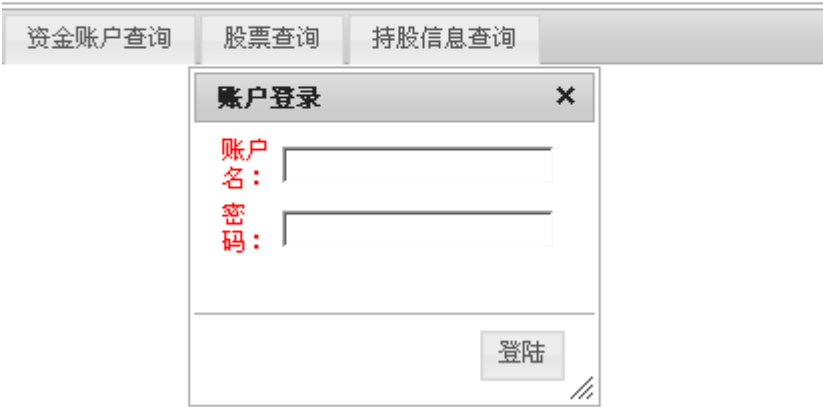 资金账户查询 股票查询 持股信息查询
账户登录
账户
名：
密
码：
登陆